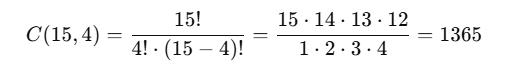 C(15,4) = 15! / (4! · (15 − 4)!) = (15 · 14 · 13 · 12) / (1 · 2 · 3 · 4) = 1365